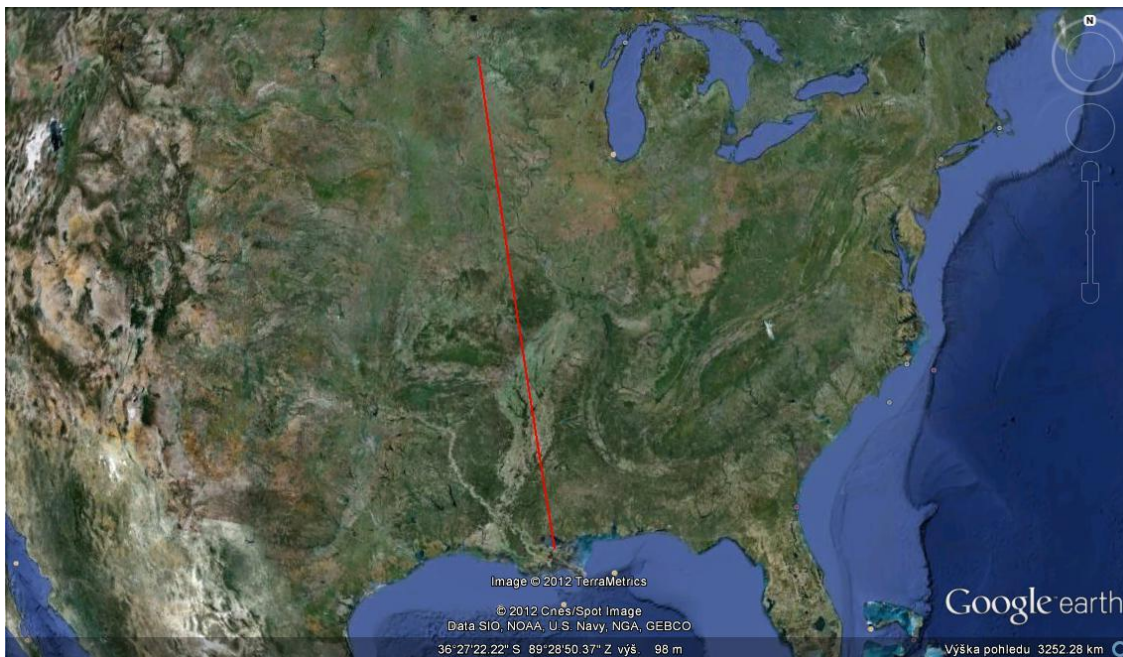 N
Image © 2012 TerraMetrics
© 2012 Cnes/Spot Image
Data SIO, NOAA, U.S. Navy, NGA, GEBCO
Google earth
36°27'22.22" S 89°28'50.37" Z výš. 98 m
Výška pohledu 3252.28 km